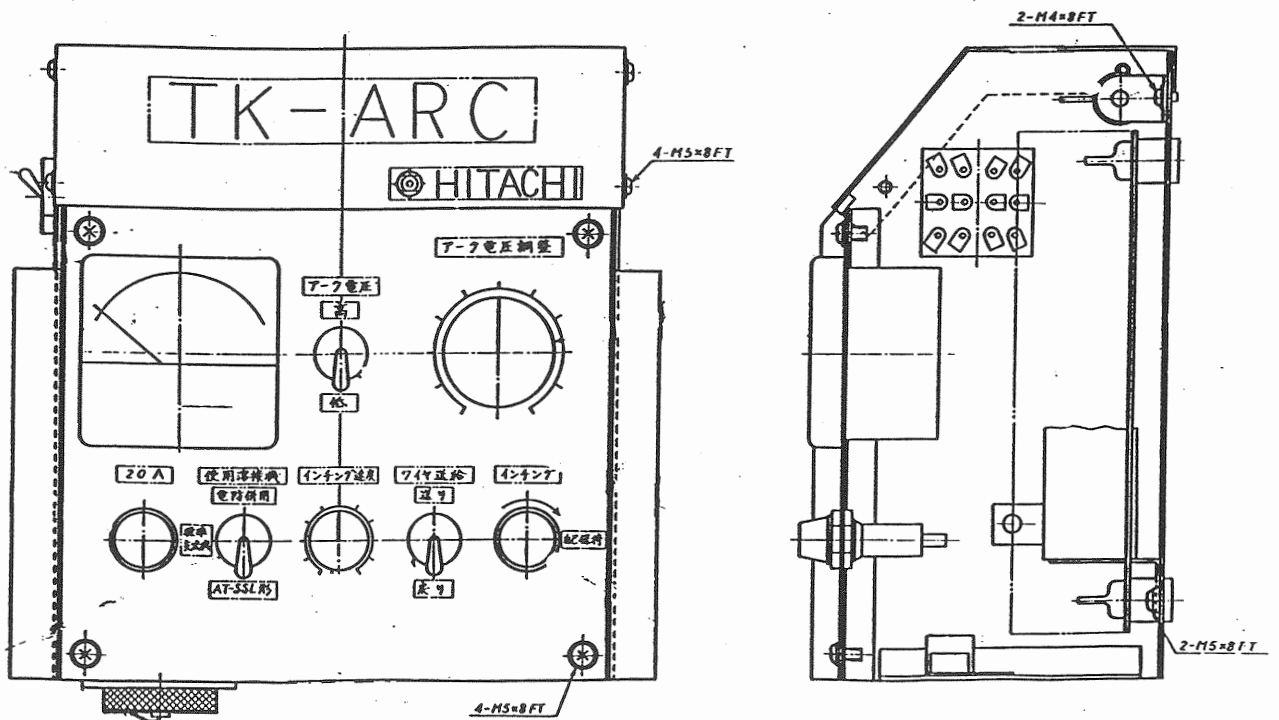 2-M4×8FT
TK-ARC
4-M5×8FT
HITACHI
アーク電圧調整
アーク電圧
高
低
20A
使用溶接機
電防併用
AT-SSL形
インチング速度
ワイヤ送給
送り
戻り
インチング
2-M5×8FT
4-M5×8FT